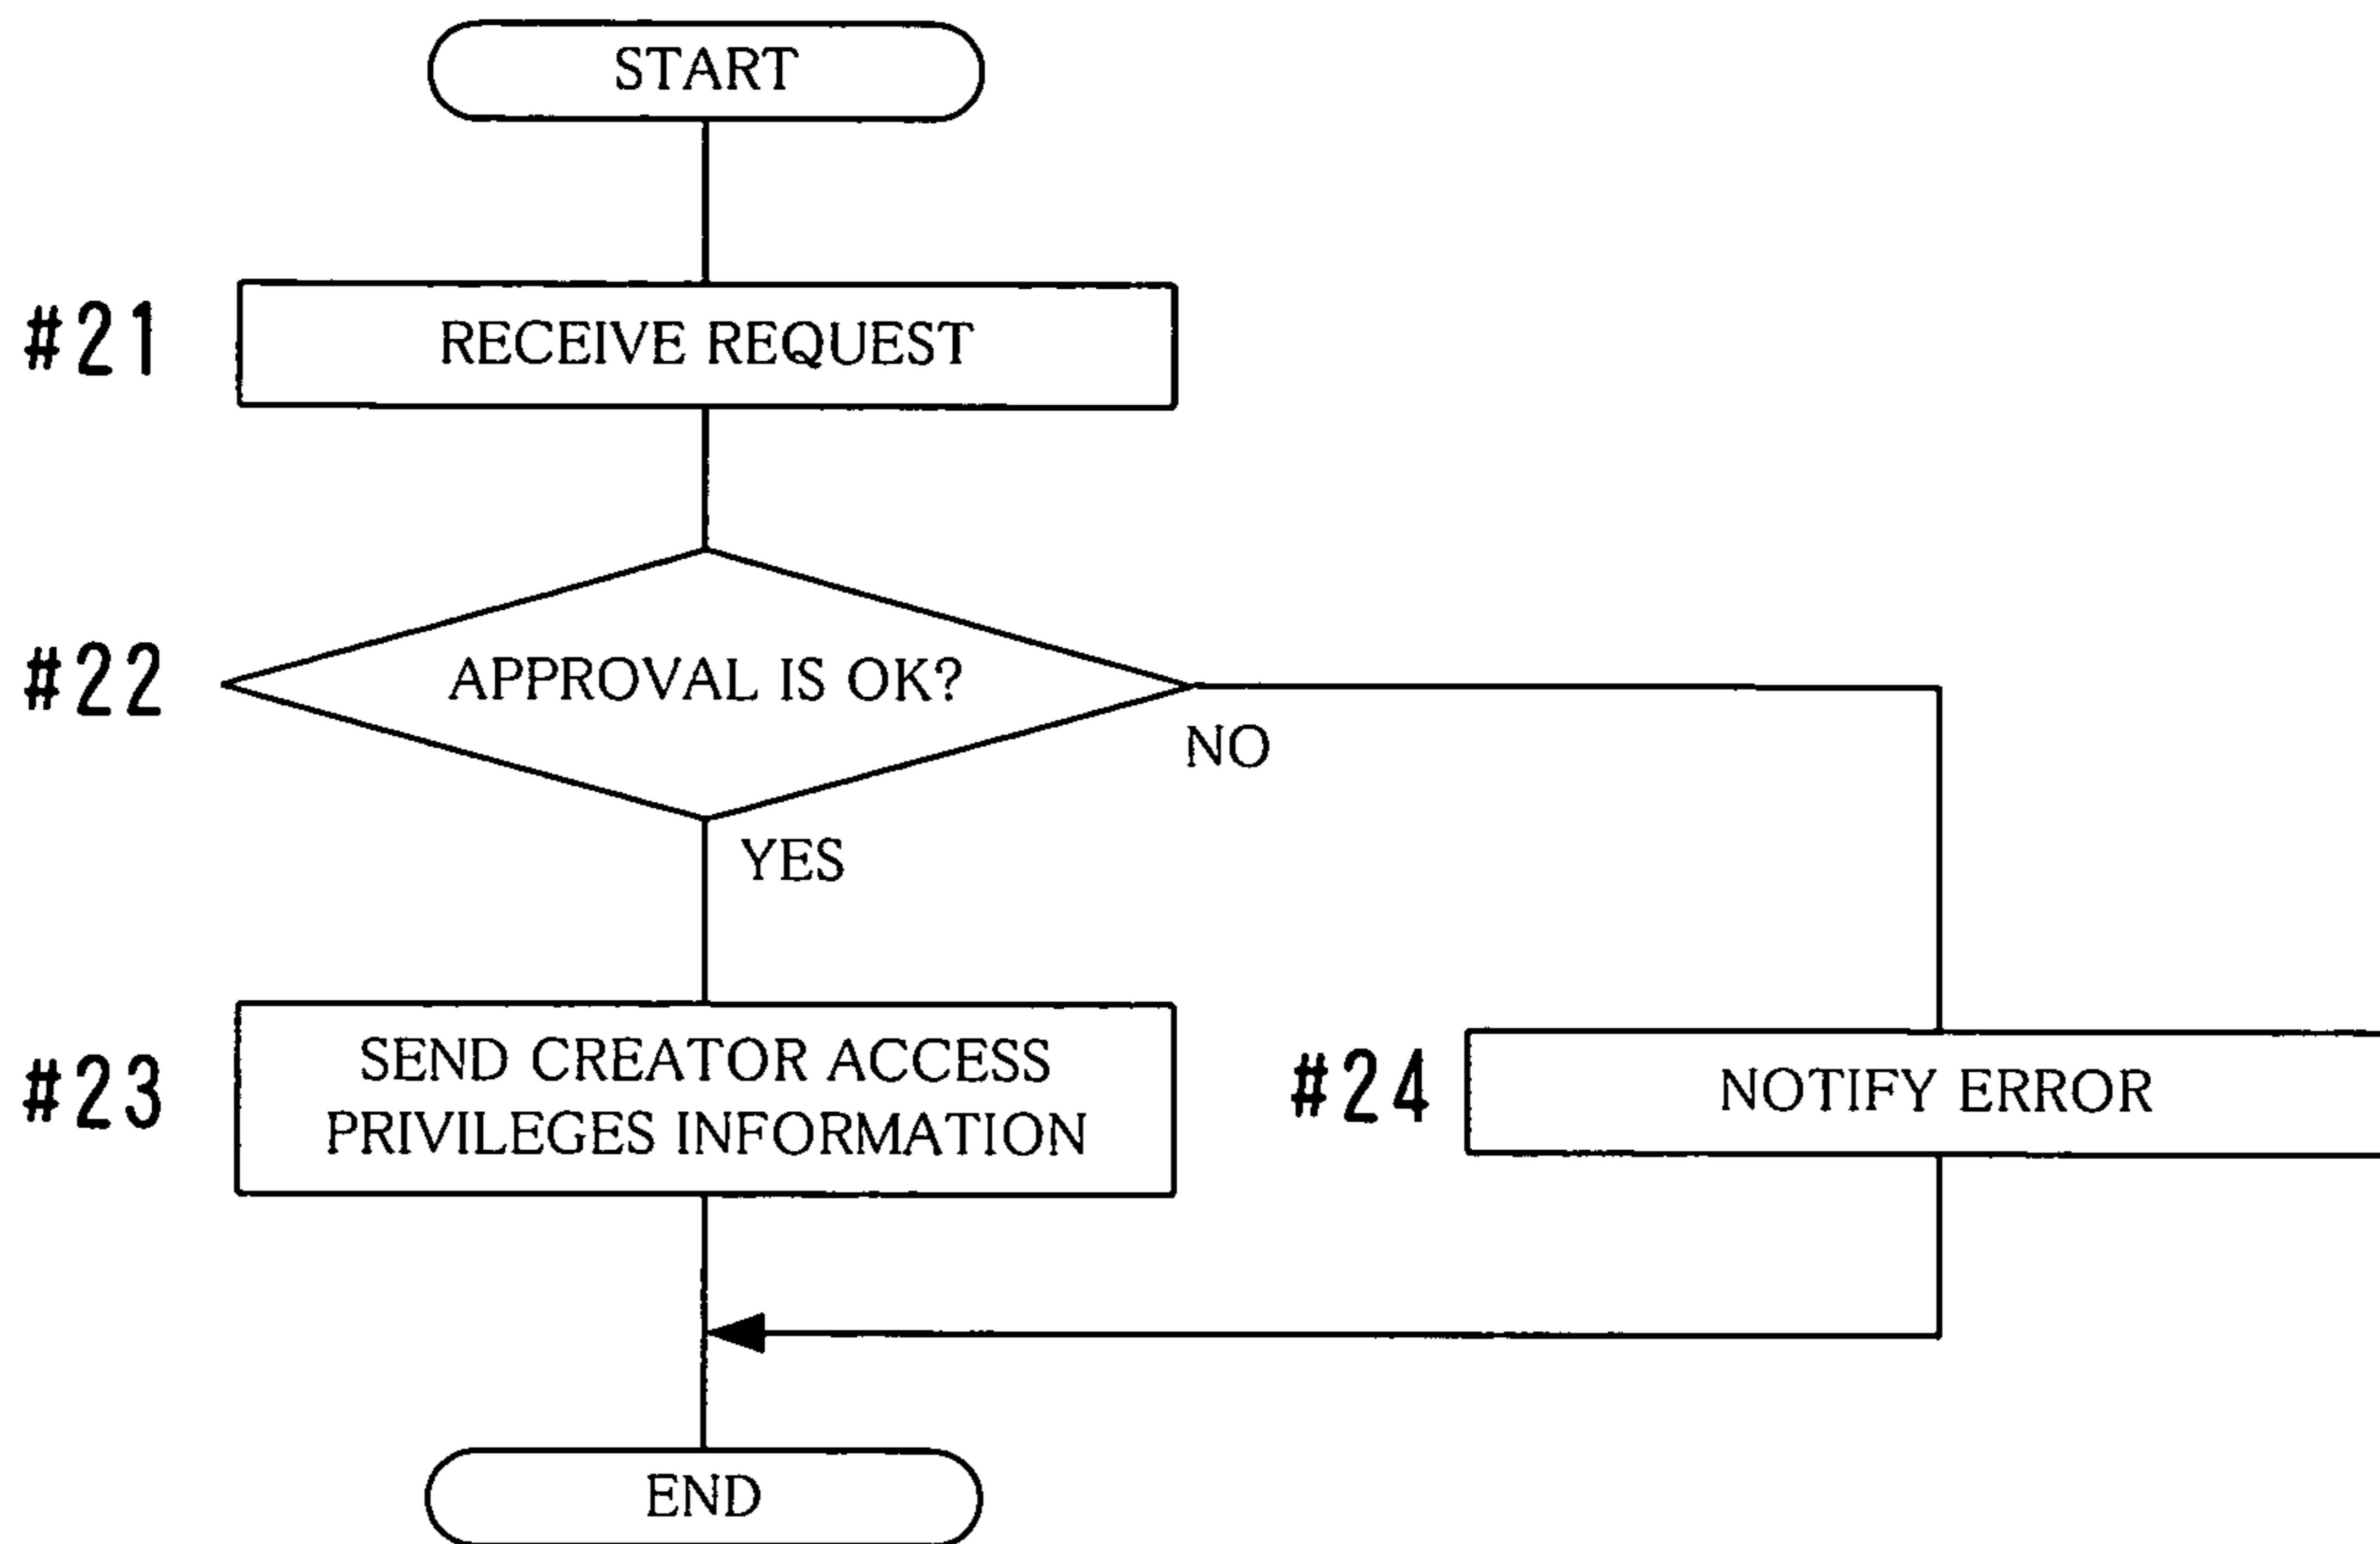 START
#21
RECEIVE REQUEST
#22
APPROVAL IS OK?
NO
YES
#23
SEND CREATOR ACCESS
PRIVILEGES INFORMATION
#24
NOTIFY ERROR
END